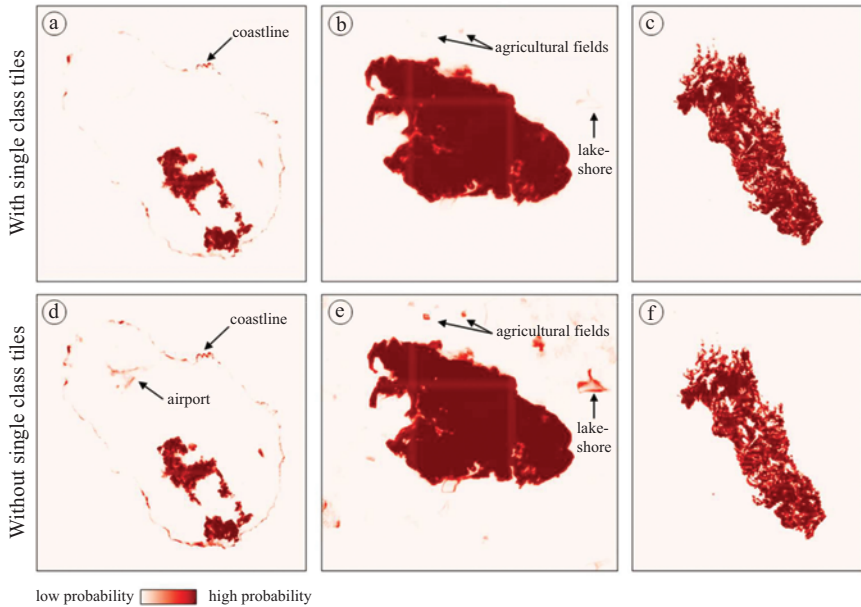 a
coastline
b
agricultural fields
lake-
shore
c
With single class tiles
d
coastline
airport
e
agricultural fields
lake-
shore
f
Without single class tiles
low probability
high probability